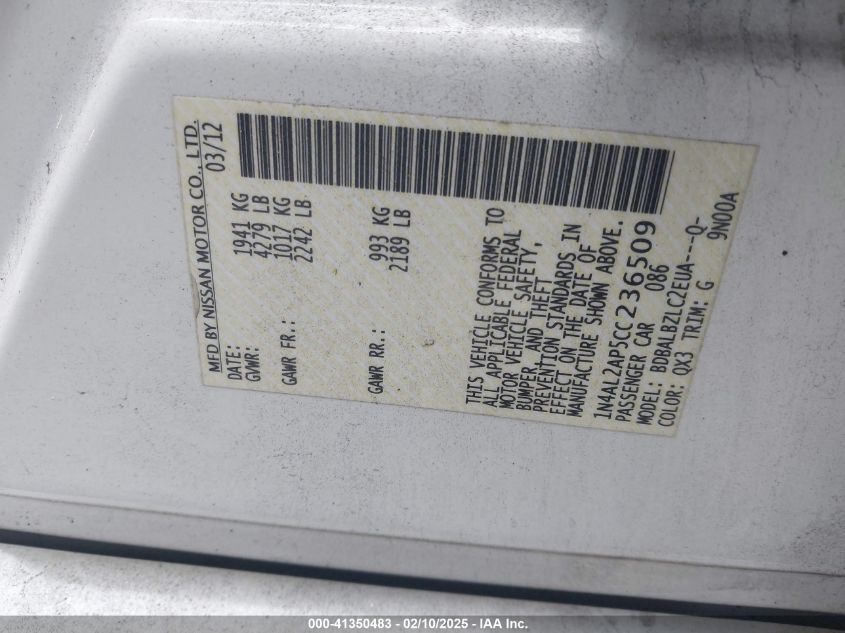 MFD BY NISSAN MOTOR CO., LTD.
DATE: 03/12
GVWR: 1941 KG
4279 LB
GAWR FR.: 1017 KG
2242 LB
GAWR RR.: 993 KG
2189 LB
THIS VEHICLE CONFORMS TO
ALL APPLICABLE FEDERAL
MOTOR VEHICLE SAFETY,
BUMPER, AND THEFT
PREVENTION STANDARDS IN
EFFECT ON THE DATE OF
MANUFACTURE SHOWN ABOVE.
1N4AL2AP5CC236509
PASSENGER CAR 086
MODEL: BDBALBZLC2EUA---Q-
COLOR: QX3 TRIM: G 9N00A
000-41350483 - 02/10/2025 - IAA Inc.